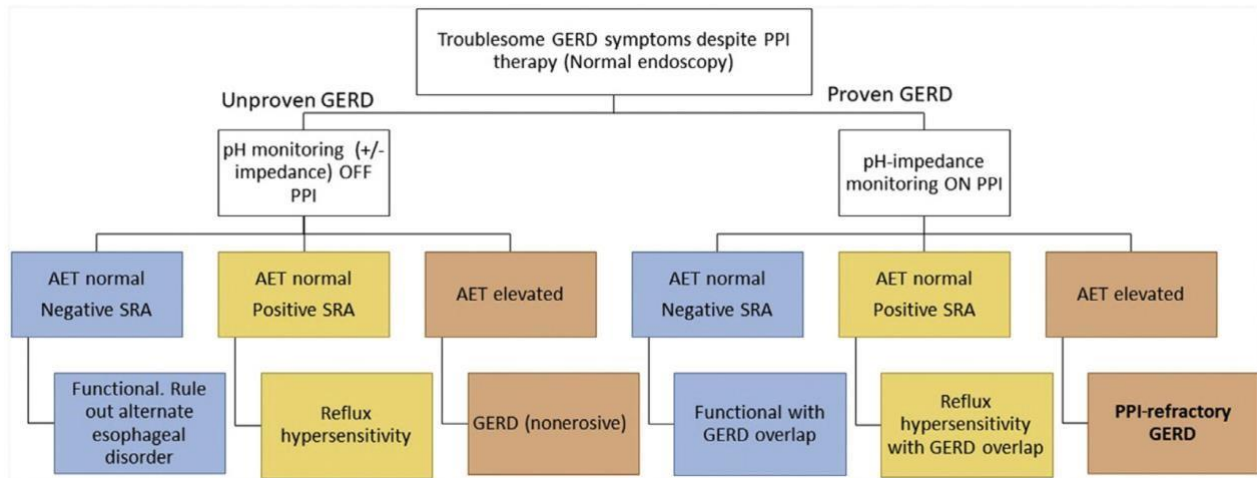 Troublesome GERD symptoms despite PPI
therapy (Normal endoscopy)
Unproven GERD
Proven GERD
pH monitoring (+/-
impedance) OFF
PPI
pH-impedance
monitoring ON PPI
AET normal
Negative SRA
AET normal
Positive SRA
AET elevated
AET normal
Negative SRA
AET normal
Positive SRA
AET elevated
Functional. Rule
out alternate
esophageal
disorder
Reflux
hypersensitivity
GERD (nonerosive)
Functional with
GERD overlap
Reflux
hypersensitivity
with GERD overlap
PPI-refractory
GERD